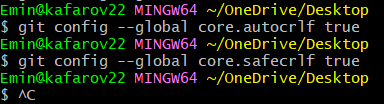 Emin@kafarov22 MINGW64 ~/OneDrive/Desktop
$ git config --global core.autocrlf true
Emin@kafarov22 MINGW64 ~/OneDrive/Desktop
$ git config --global core.safecrlf true
Emin@kafarov22 MINGW64 ~/OneDrive/Desktop
$ ^C